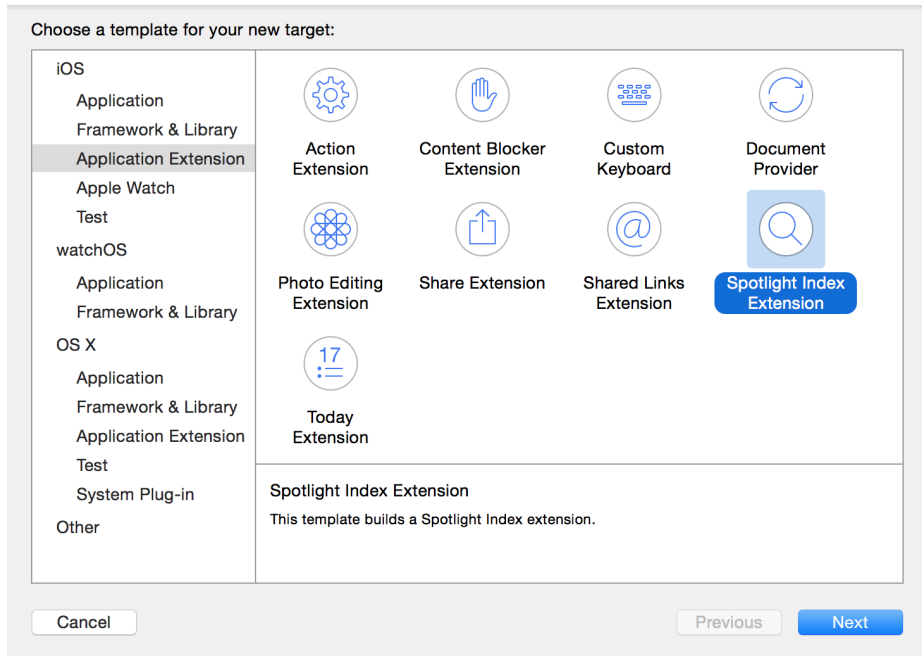 Choose a template for your new target:
iOS
Application
Framework & Library
Application Extension
Apple Watch
Test
watchOS
Application
Framework & Library
OS X
Application
Framework & Library
Application Extension
Test
System Plug-in
Other
Action
Extension
Content Blocker
Extension
Custom
Keyboard
Document
Provider
Photo Editing
Extension
Share Extension
@
Shared Links
Extension
Spotlight Index
Extension
17
Today
Extension
Spotlight Index Extension
This template builds a Spotlight Index extension.
Cancel
Previous
Next